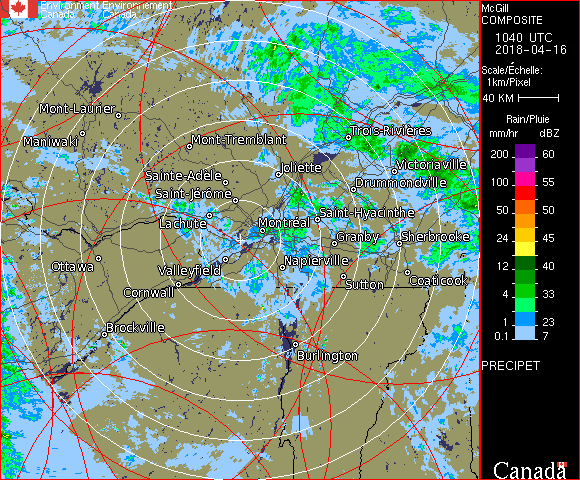 Environment Environnement
Canada Canada
McGill
COMPOSITE
1040 UTC
2018-04-16
Scale/Échelle:
1km/Pixel
40 KM
Rain/Pluie
mm/hr dBZ
200 60
100 55
50 50
24 45
12 40
4 33
1 23
0.1 7
PRECIPET
Canada
Mont-Laurier
Maniwaki
Mont-Tremblant
Trois-Rivières
Joliette
Victoriaville
Sainte-Adèle
Drummondville
Saint-Jérôme
Saint-Hyacinthe
Lachute
Montréal
Granby
Sherbrooke
Ottawa
Valleyfield
Napierville
Coaticook
Cornwall
Sutton
Brockville
Burlington